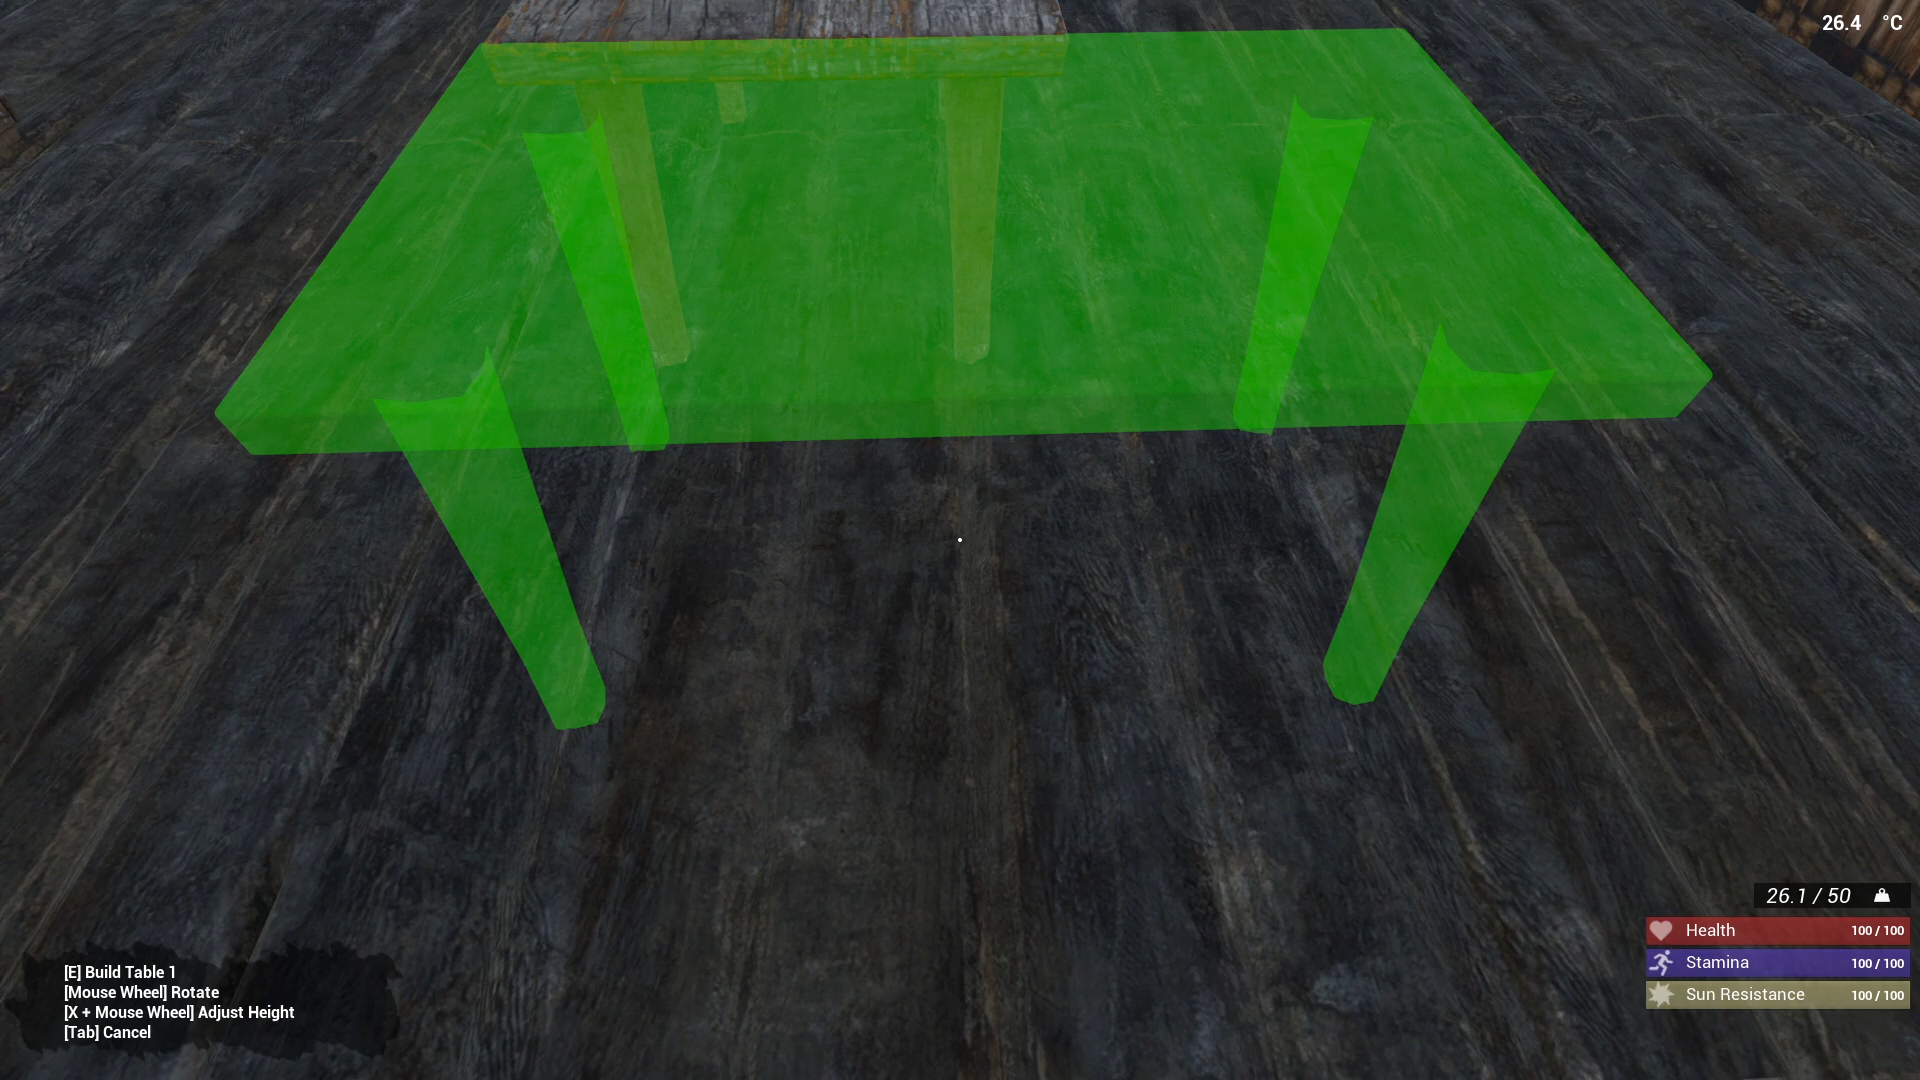 26.4 °C
26.1 / 50
Health 100 / 100
Stamina 100 / 100
Sun Resistance 100 / 100
[E] Build Table 1
[Mouse Wheel] Rotate
[X + Mouse Wheel] Adjust Height
[Tab] Cancel